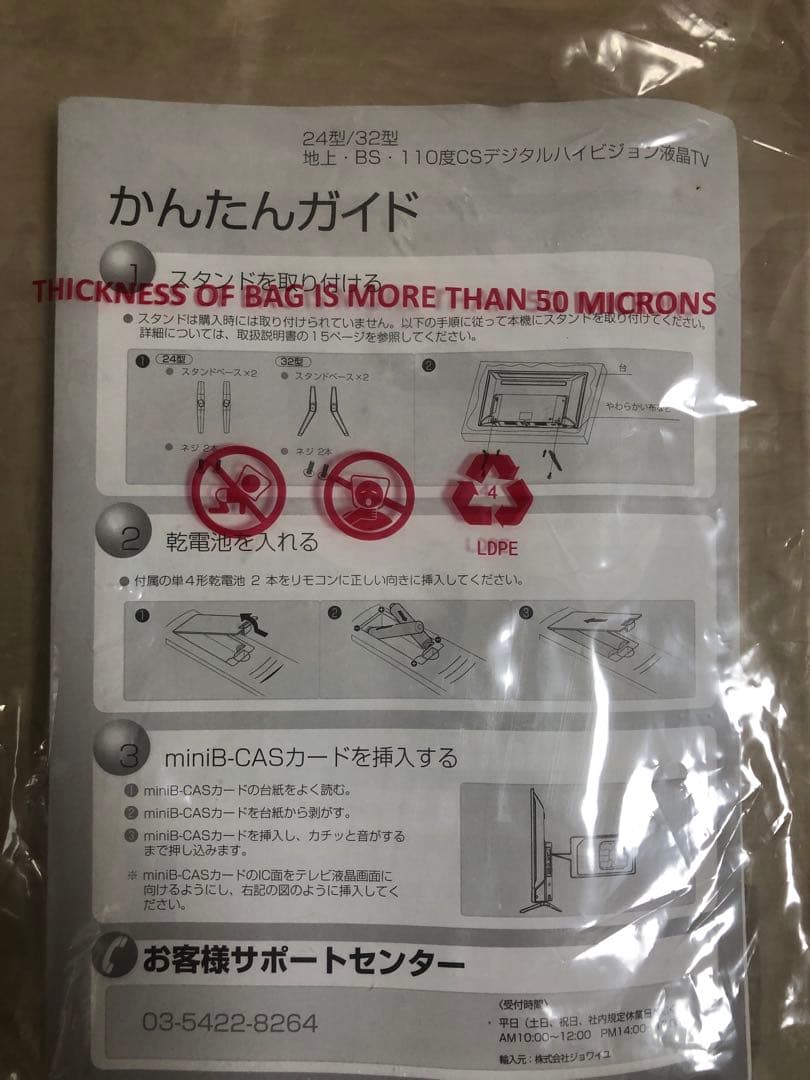 24型/32型
地上・BS・110度CSデジタルハイビジョン液晶TV
かんたんガイド
1 スタンドを取り付ける
THICKNESS OF BAG IS MORE THAN 50 MICRONS
● スタンドは購入時には取り付けられていません。以下の手順に従って本機にスタンドを取り付けてください。
詳細については、取扱説明書の15ページを参照してください。
❶ 24型 32型 ❷
● スタンドベース×2 ● スタンドベース×2
台
やわらかい布など
● ネジ 2本 ● ネジ 2本
4
LDPE
2 乾電池を入れる
● 付属の単4形乾電池 2 本をリモコンに正しい向きに挿入してください。
❶ ❷ ❸
3 miniB-CASカードを挿入する
❶ miniB-CASカードの台紙をよく読む。
❷ miniB-CASカードを台紙から剥がす。
❸ miniB-CASカードを挿入し、カチッと音がする
まで押し込みます。
※ miniB-CASカードのIC面をテレビ液晶画面に
向けるようにし、右記の図のように挿入してく
ださい。
お客様サポートセンター
03-5422-8264
〈受付時間〉
・平日（土日、祝日、社内規定休業日
AM10:00〜12:00 PM14:00
輸入元：株式会社ジョワイユ